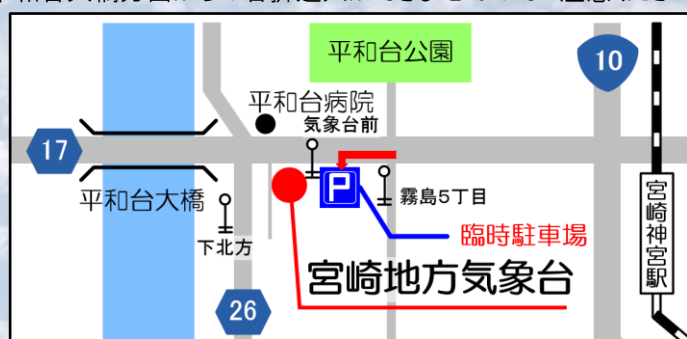 平和台公園
10
平和台病院
気象台前
17
P
平和台大橋
霧島5丁目
宮崎神宮駅
下北方
臨時駐車場
宮崎地方気象台
26